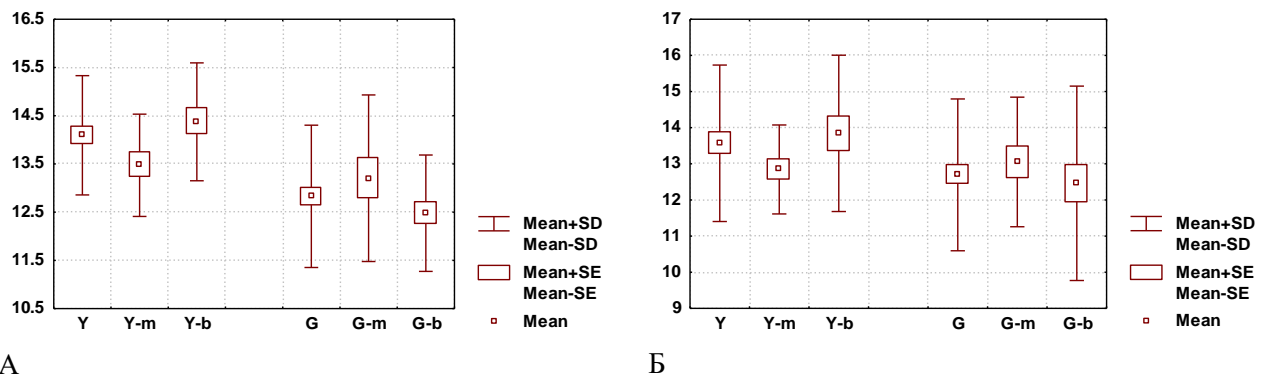 16.5
15.5
14.5
13.5
12.5
11.5
10.5
Y Y-m Y-b G G-m G-b
Mean+SD
Mean-SD
Mean+SE
Mean-SE
Mean
А
17
16
15
14
13
12
11
10
9
Y Y-m Y-b G G-m G-b
Mean+SD
Mean-SD
Mean+SE
Mean-SE
Mean
Б